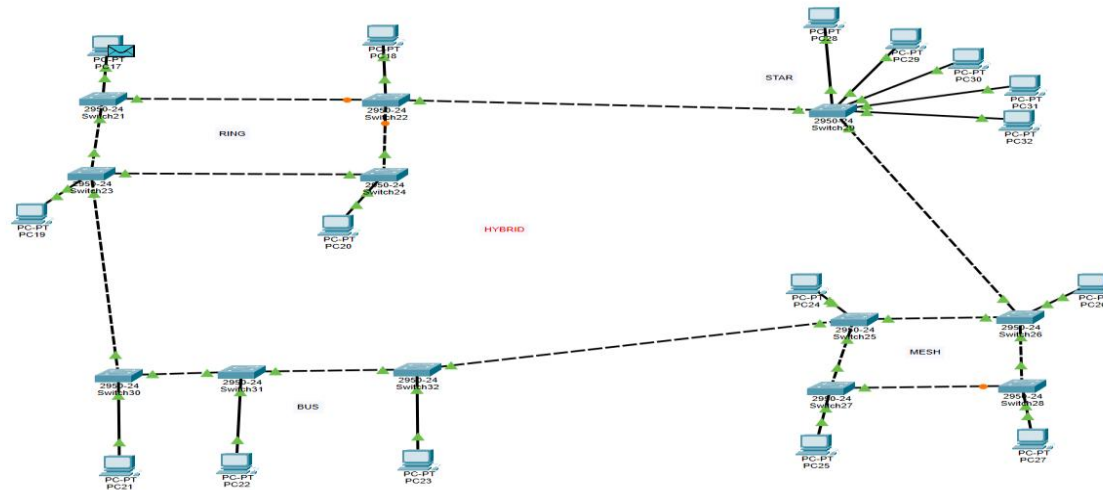 PC-PT
PC17
PC-PT
PC18
PC-PT
PC28
PC-PT
PC29
PC-PT
PC30
PC-PT
PC31
PC-PT
PC32
STAR
2950-24
Switch21
2950-24
Switch22
2950-24
RING
2950-24
Switch23
2950-24
Switch24
PC-PT
PC19
PC-PT
PC20
HYBRID
PC-PT
PC24
PC-PT
2950-24
Switch25
2950-24
Switch26
MESH
2950-24
Switch30
2950-24
Switch31
2950-24
Switch32
BUS
2950-24
Switch27
2950-24
Switch28
PC-PT
PC25
PC-PT
PC27
PC-PT
PC21
PC-PT
PC22
PC-PT
PC23